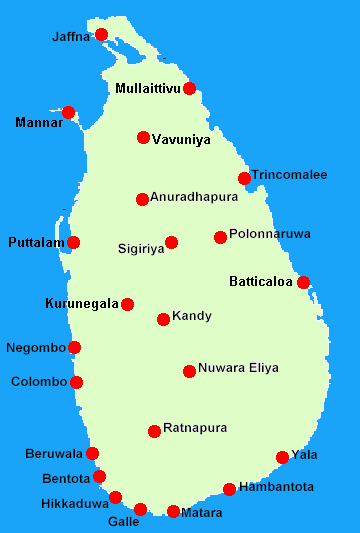 Jaffna
Mullaittivu
Mannar
Vavuniya
Trincomalee
Anuradhapura
Polonnaruwa
Puttalam
Sigiriya
Batticaloa
Kurunegala
Kandy
Negombo
Nuwara Eliya
Colombo
Ratnapura
Beruwala
Yala
Bentota
Hambantota
Hikkaduwa
Matara
Galle